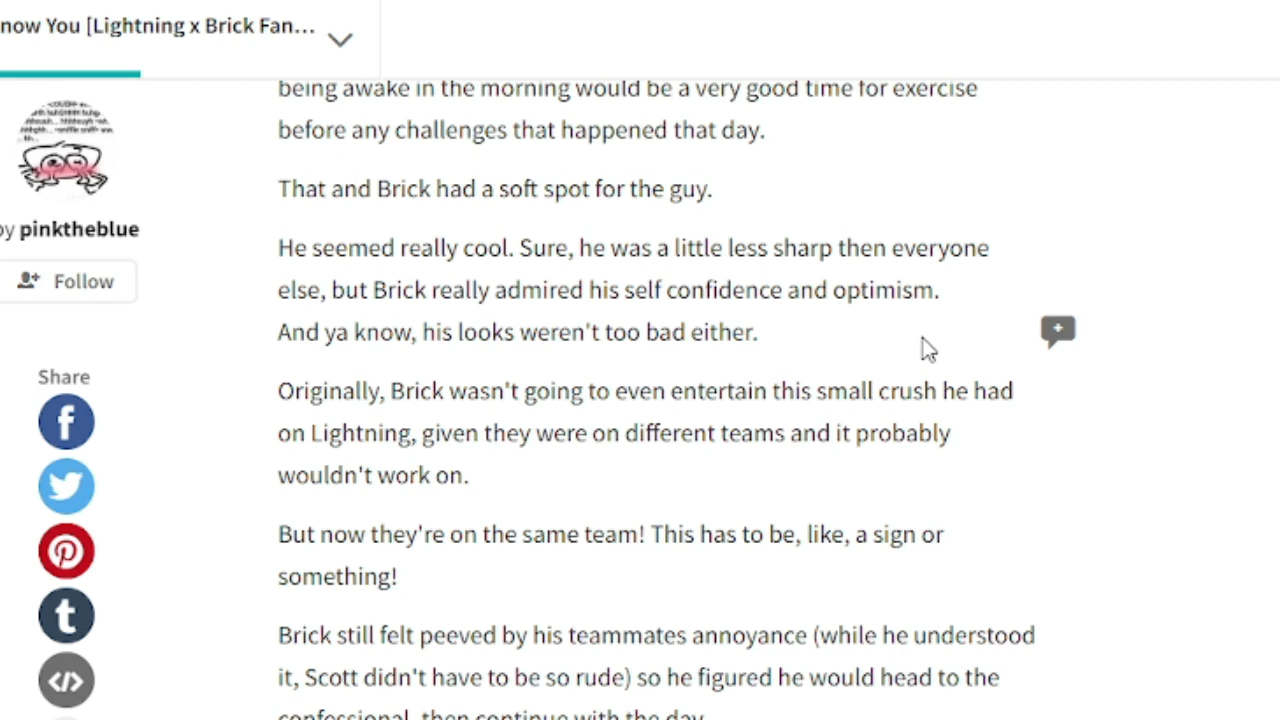 now You [Lightning x Brick Fan...
being awake in the morning would be a very good time for exercise
before any challenges that happened that day.
That and Brick had a soft spot for the guy.
by pinktheblue
He seemed really cool. Sure, he was a little less sharp then everyone
Follow
else, but Brick really admired his self confidence and optimism.
And ya know, his looks weren't too bad either.
Share
Originally, Brick wasn't going to even entertain this small crush he had
on Lightning, given they were on different teams and it probably
wouldn't work on.
But now they're on the same team! This has to be, like, a sign or
something!
Brick still felt peeved by his teammates annoyance (while he understood
it, Scott didn't have to be so rude) so he figured he would head to the
confessional, then continue with the day.